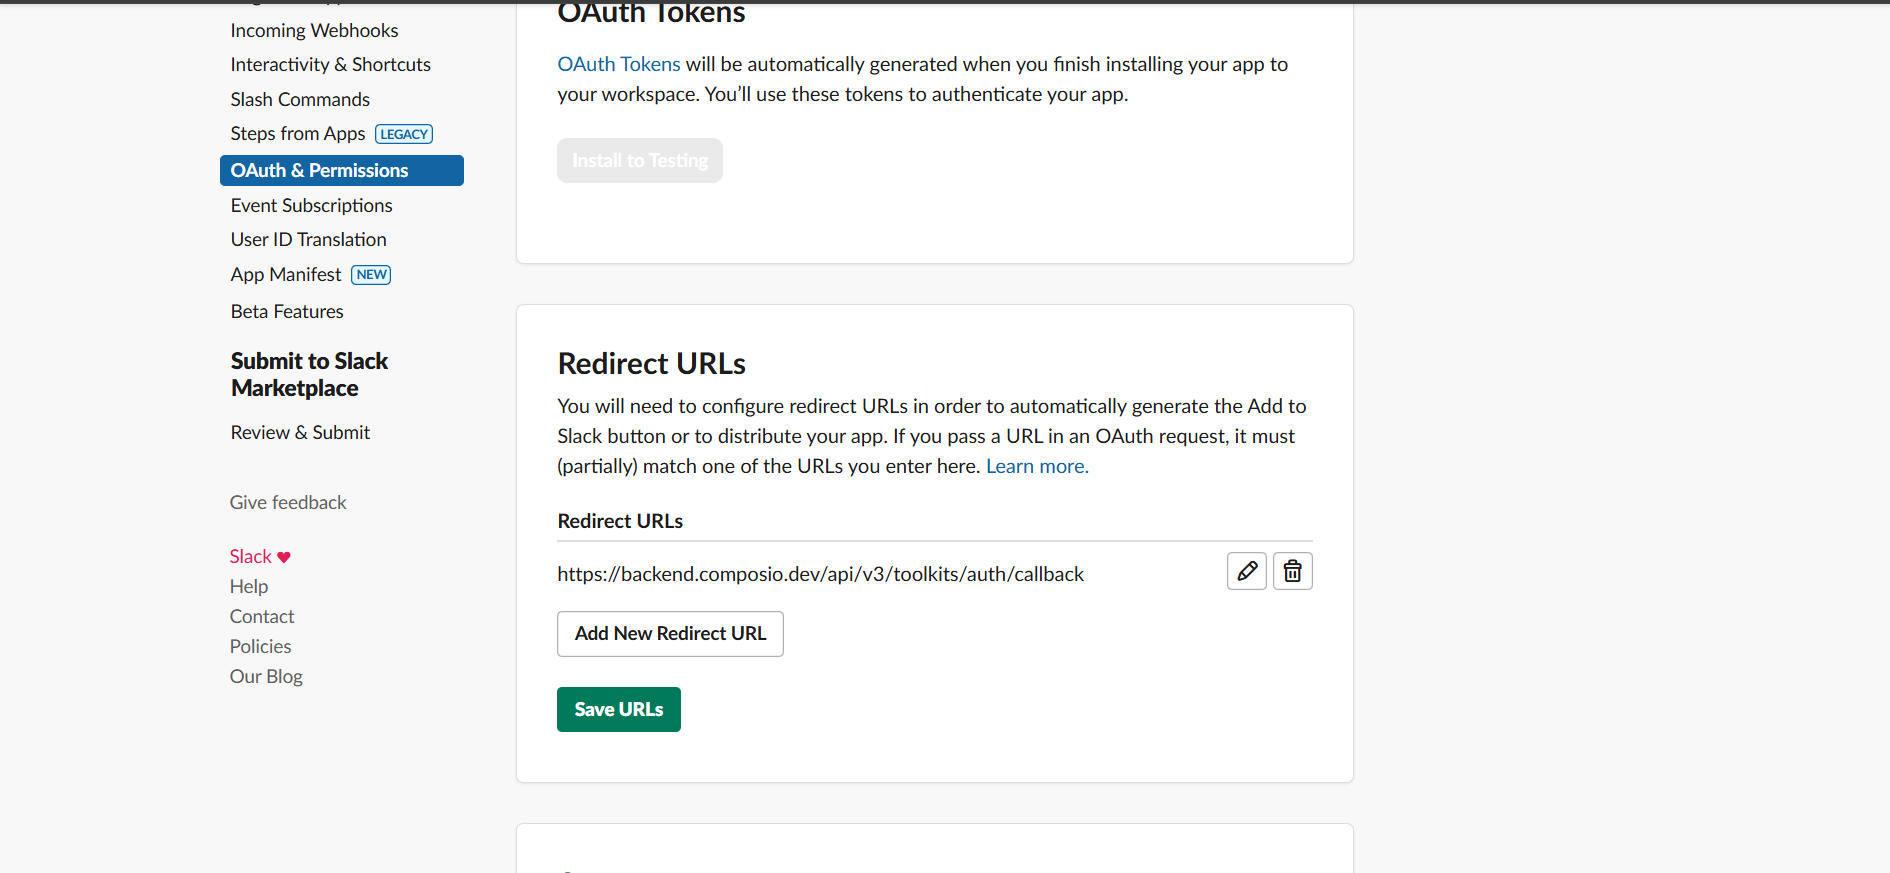 Incoming Webhooks
Interactivity & Shortcuts
Slash Commands
Steps from Apps LEGACY
OAuth & Permissions
Event Subscriptions
User ID Translation
App Manifest NEW
Beta Features
Submit to Slack
Marketplace
Review & Submit
Give feedback
Slack ♥
Help
Contact
Policies
Our Blog
OAuth Tokens
OAuth Tokens will be automatically generated when you finish installing your app to
your workspace. You’ll use these tokens to authenticate your app.
Install to Testing
Redirect URLs
You will need to configure redirect URLs in order to automatically generate the Add to
Slack button or to distribute your app. If you pass a URL in an OAuth request, it must
(partially) match one of the URLs you enter here. Learn more.
Redirect URLs
https://backend.composio.dev/api/v3/toolkits/auth/callback
Add New Redirect URL
Save URLs